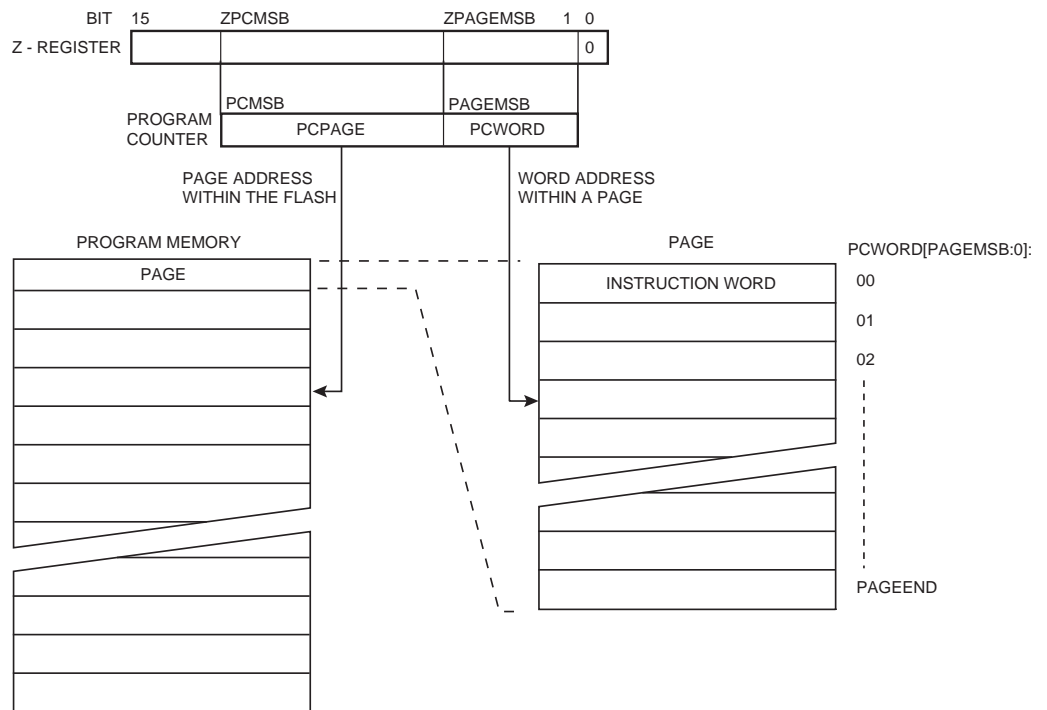 BIT 15 ZPCMSB ZPAGEMSB 1 0
Z - REGISTER 0
PCMSB PAGEMSB
PROGRAM
COUNTER
PCPAGE PCWORD
PAGE ADDRESS
WITHIN THE FLASH
WORD ADDRESS
WITHIN A PAGE
PROGRAM MEMORY
PAGE
PAGE
PCWORD[PAGEMSB:0]:
INSTRUCTION WORD 00
01
02
PAGEEND